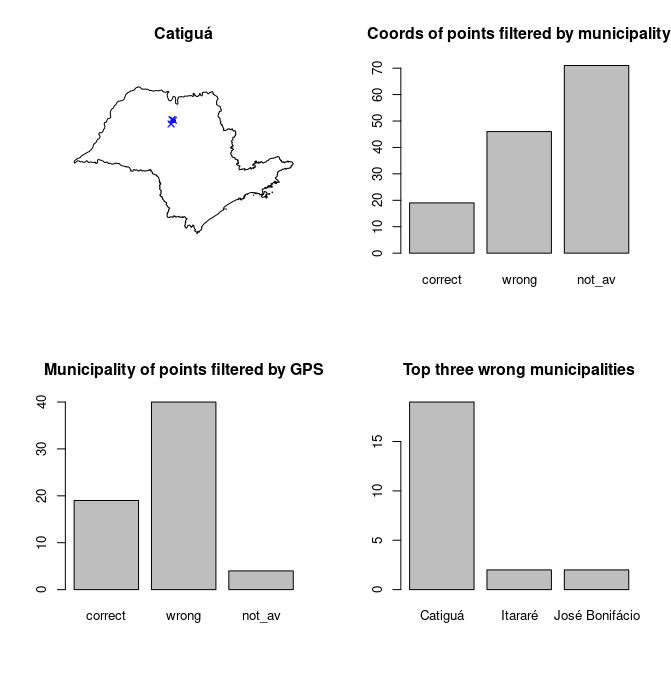 Catiguá
Coords of points filtered by municipality
70
60
50
40
30
20
10
0
correct wrong not_av
Municipality of points filtered by GPS
40
30
20
10
0
correct wrong not_av
Top three wrong municipalities
15
10
5
0
Catiguá Itararé José Bonifácio